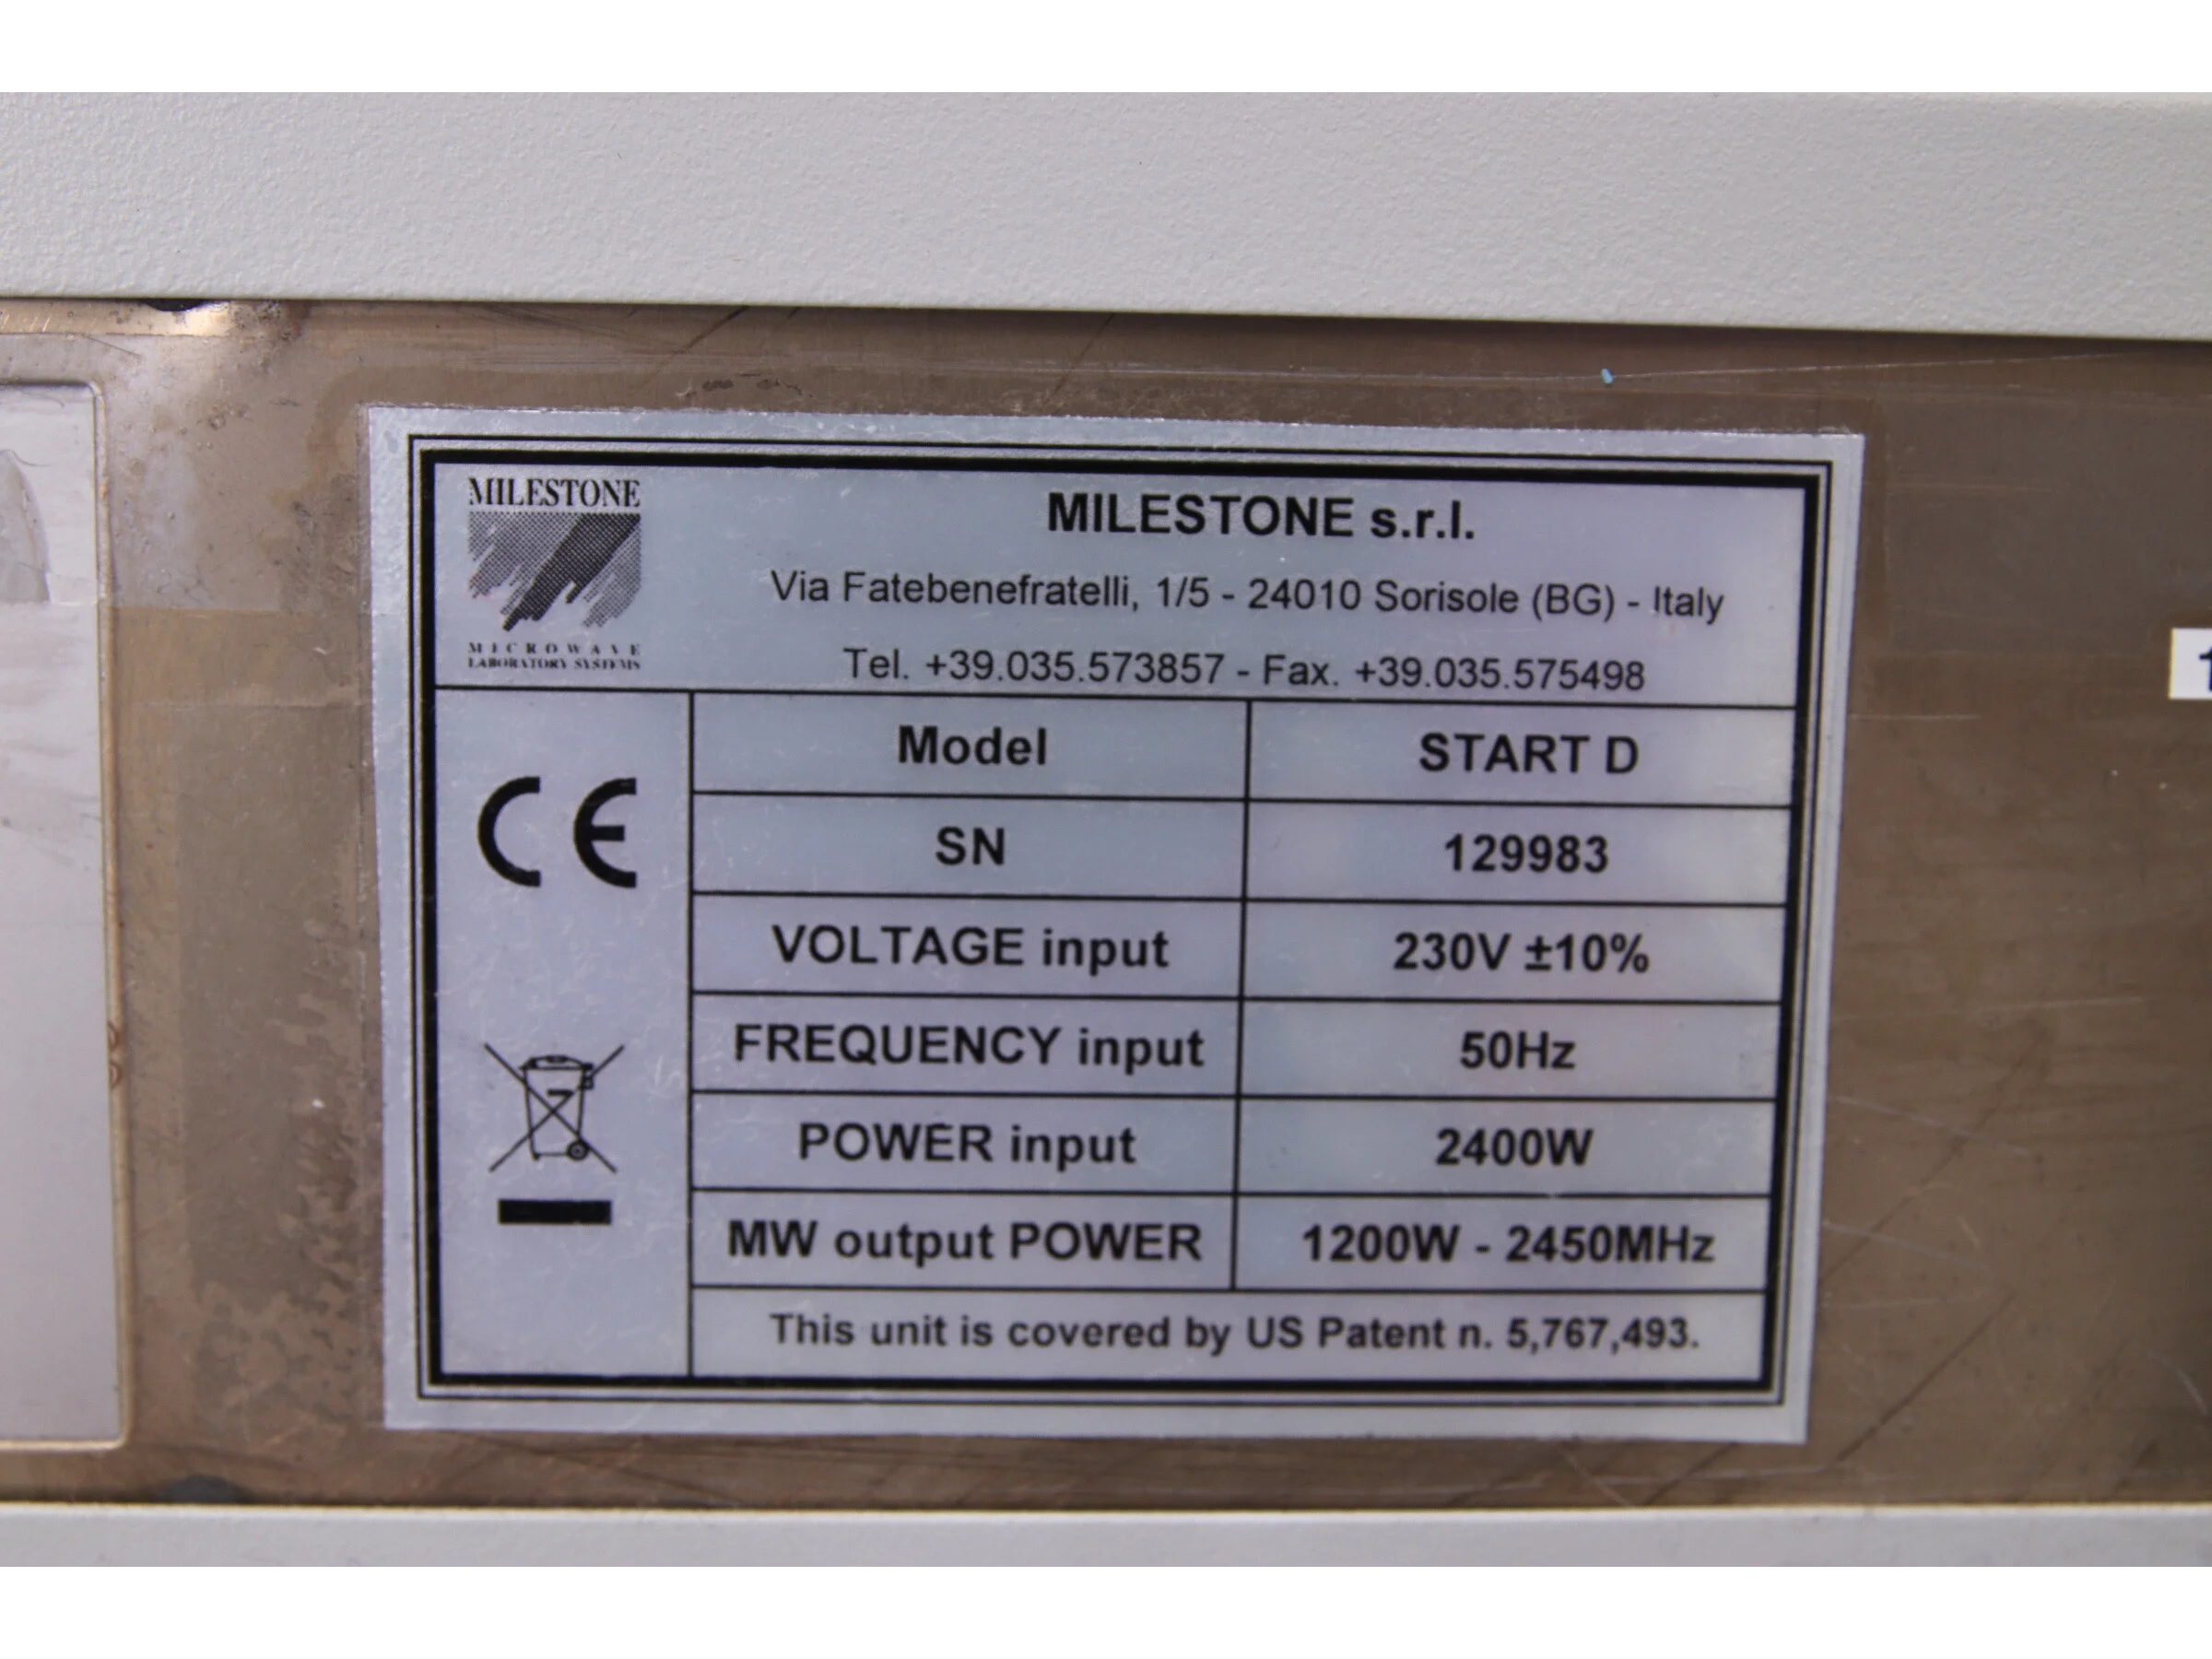 MILESTONE
MICROWAVE
LABORATORY SYSTEMS
MILESTONE s.r.l.
Via Fatebenefratelli, 1/5 - 24010 Sorisole (BG) - Italy
Tel. +39.035.573857 - Fax. +39.035.575498
CE
Model START D
SN 129983
VOLTAGE input 230V ±10%
FREQUENCY input 50Hz
POWER input 2400W
MW output POWER 1200W - 2450MHz
This unit is covered by US Patent n. 5,767,493.